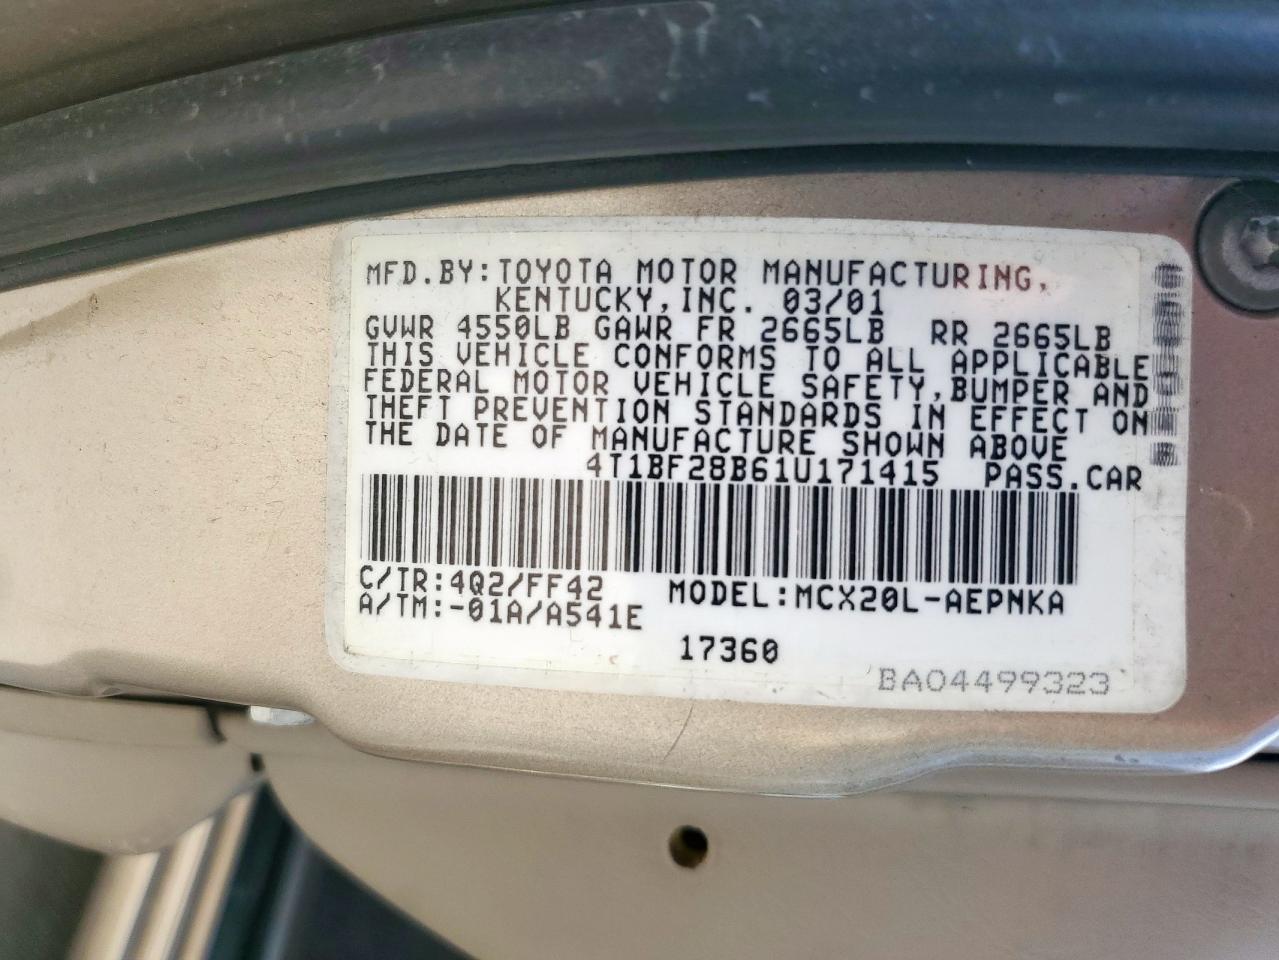 MFD.BY:TOYOTA MOTOR MANUFACTURING,
KENTUCKY,INC. 03/01
GVWR 4550LB GAWR FR 2665LB RR 2665LB
THIS VEHICLE CONFORMS TO ALL APPLICABLE
FEDERAL MOTOR VEHICLE SAFETY,BUMPER AND
THEFT PREVENTION STANDARDS IN EFFECT ON
THE DATE OF MANUFACTURE SHOWN ABOVE
4T1BF28B61U171415 PASS.CAR
C/TR:4Q2/FF42 MODEL:MCX20L-AEPNKA
A/TM:-01A/A541E
17360
BA04499323